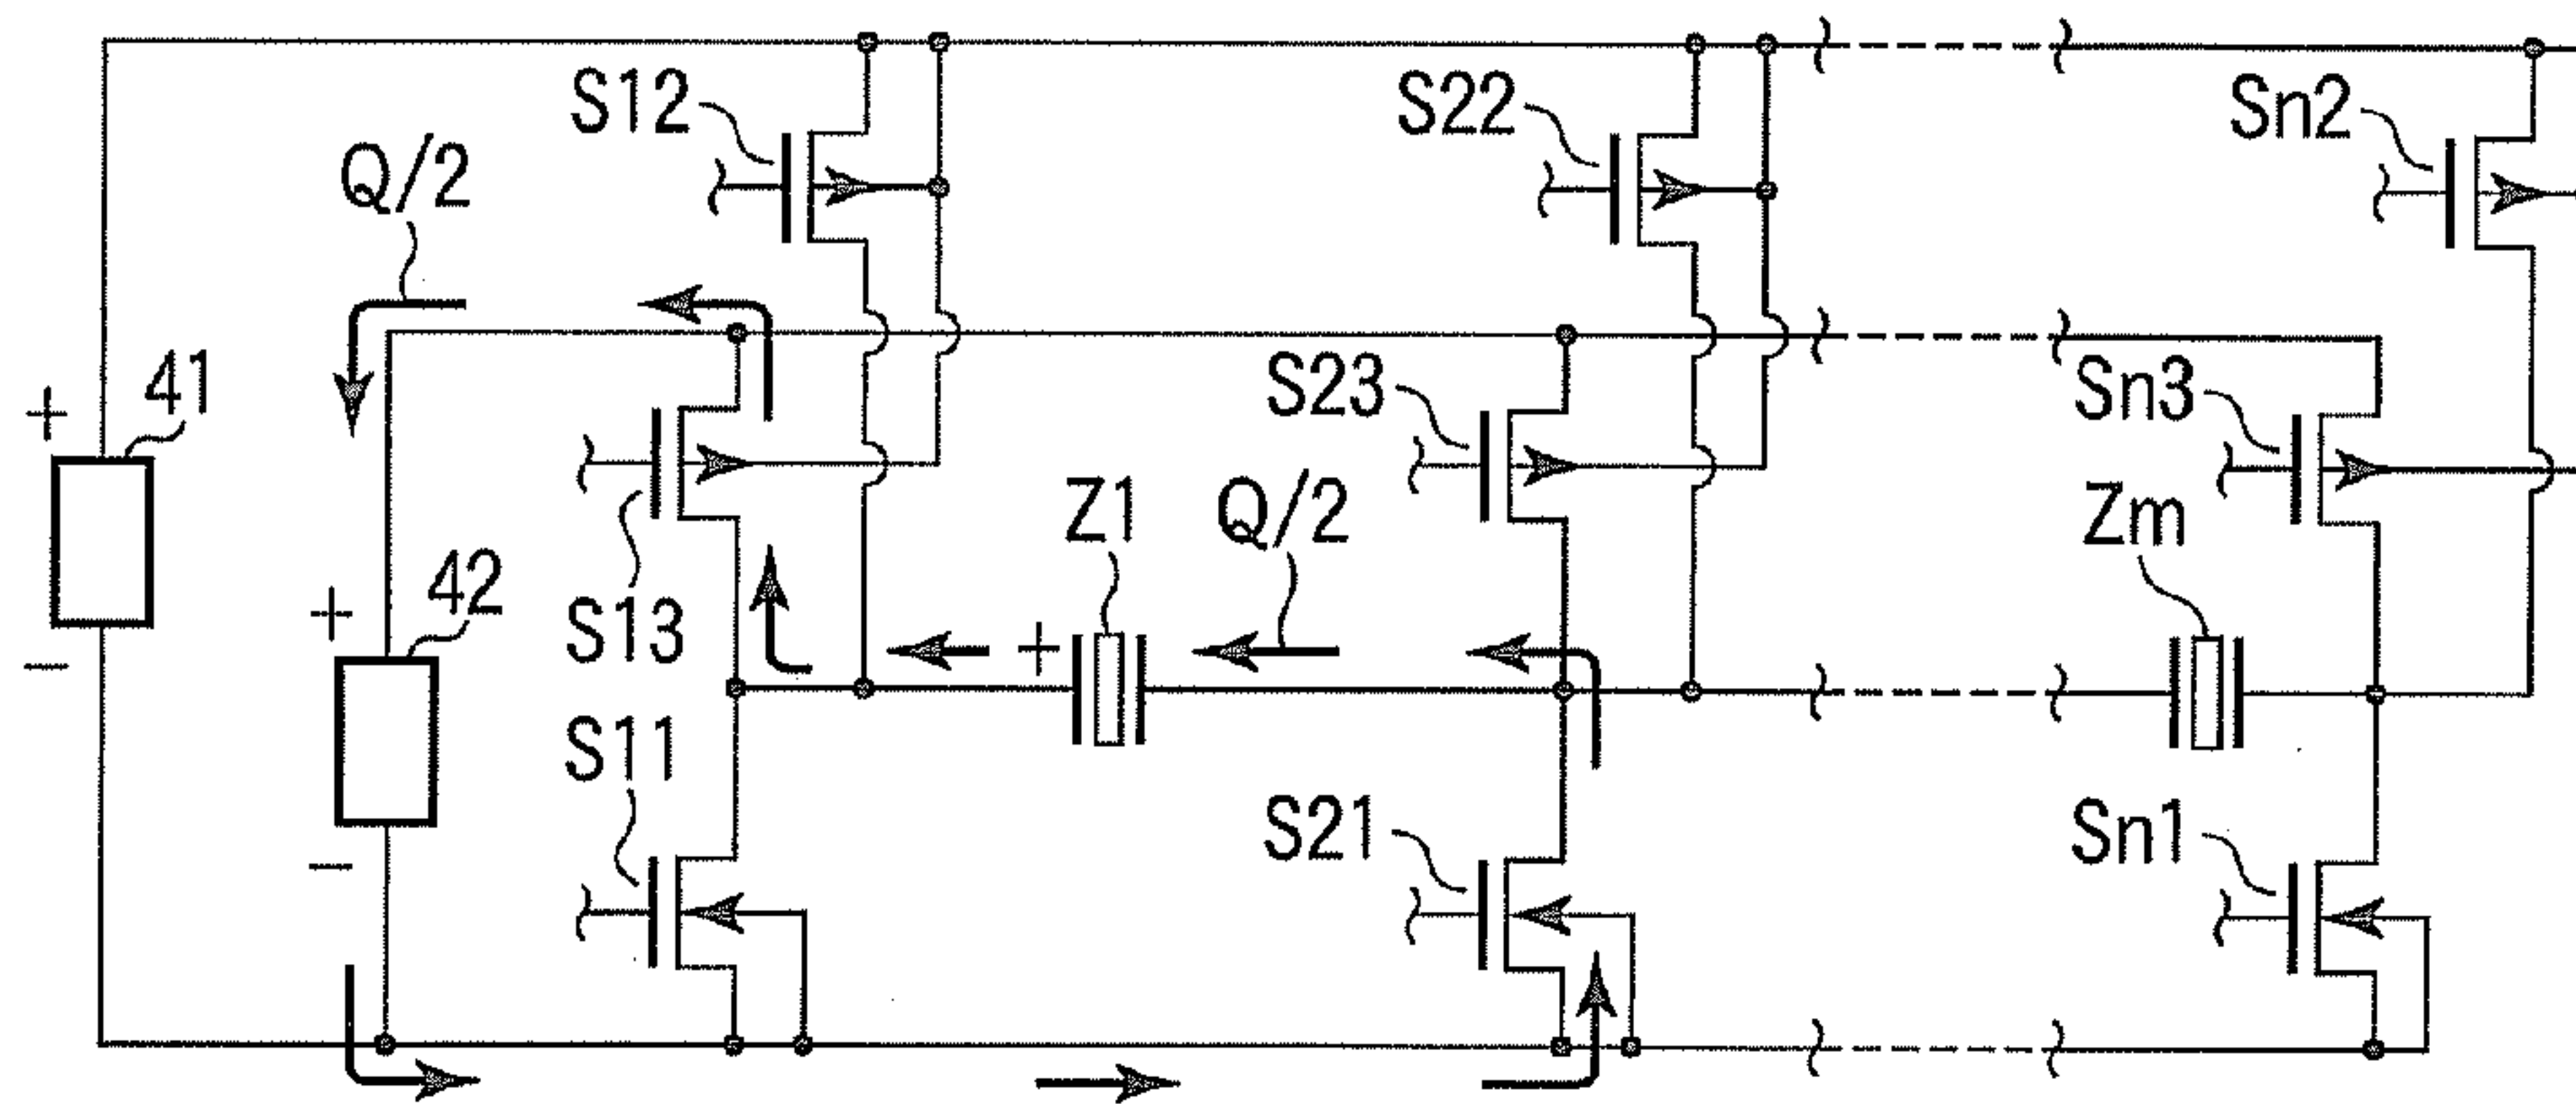 S12
S22
Sn2
Q/2
+
41
S23
Sn3
Z1
Q/2
Zm
+
42
S13
+
−
S11
S21
Sn1
−